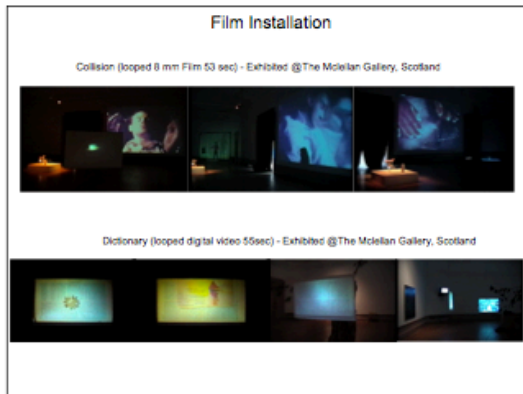 Film Installation
Collision (looped 8 mm Film 53 sec) - Exhibited @The Mclellan Gallery, Scotland
Dictionary (looped digital video 55sec) - Exhibited @The Mclellan Gallery, Scotland